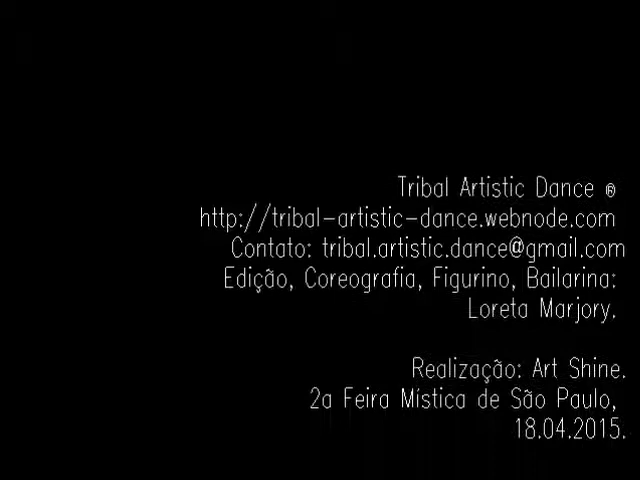 Tribal Artistic Dance ®
http://tribal-artistic-dance.webnode.com
Contato: tribal.artistic.dance@gmail.com
Edição, Coreografia, Figurino, Bailarina:
Loreta Marjory.
Realização: Art Shine.
2a Feira Mística de São Paulo,
18.04.2015.